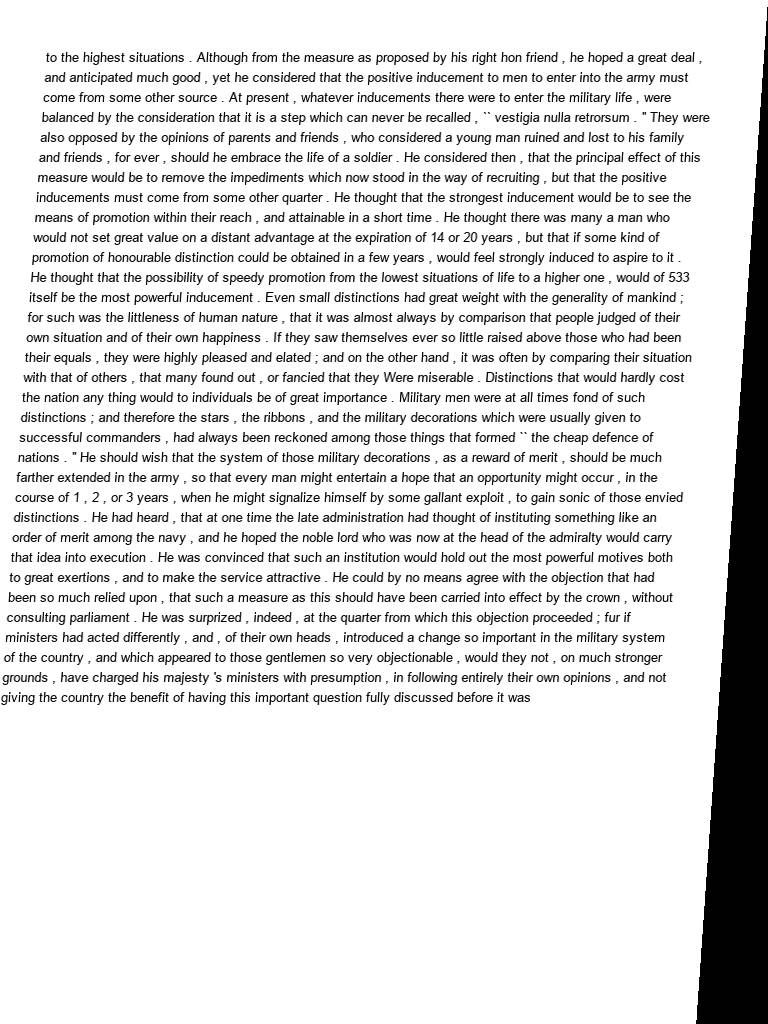 to the highest situations . Although from the measure as proposed by his right hon friend , he hoped a great deal ,
and anticipated much good , yet he considered that the positive inducement to men to enter into the army must
come from some other source . At present , whatever inducements there were to enter the military life , were
balanced by the consideration that it is a step which can never be recalled , `` vestigia nulla retrorsum . " They were
also opposed by the opinions of parents and friends , who considered a young man ruined and lost to his family
and friends , for ever , should he embrace the life of a soldier . He considered then , that the principal effect of this
measure would be to remove the impediments which now stood in the way of recruiting , but that the positive
inducements must come from some other quarter . He thought that the strongest inducement would be to see the
means of promotion within their reach , and attainable in a short time . He thought there was many a man who
would not set great value on a distant advantage at the expiration of 14 or 20 years , but that if some kind of
promotion of honourable distinction could be obtained in a few years , would feel strongly induced to aspire to it .
He thought that the possibility of speedy promotion from the lowest situations of life to a higher one , would of 533
itself be the most powerful inducement . Even small distinctions had great weight with the generality of mankind ;
for such was the littleness of human nature , that it was almost always by comparison that people judged of their
own situation and of their own happiness . If they saw themselves ever so little raised above those who had been
their equals , they were highly pleased and elated ; and on the other hand , it was often by comparing their situation
with that of others , that many found out , or fancied that they Were miserable . Distinctions that would hardly cost
the nation any thing would to individuals be of great importance . Military men were at all times fond of such
distinctions ; and therefore the stars , the ribbons , and the military decorations which were usually given to
successful commanders , had always been reckoned among those things that formed `` the cheap defence of
nations . " He should wish that the system of those military decorations , as a reward of merit , should be much
farther extended in the army , so that every man might entertain a hope that an opportunity might occur , in the
course of 1 , 2 , or 3 years , when he might signalize himself by some gallant exploit , to gain sonic of those envied
distinctions . He had heard , that at one time the late administration had thought of instituting something like an
order of merit among the navy , and he hoped the noble lord who was now at the head of the admiralty would carry
that idea into execution . He was convinced that such an institution would hold out the most powerful motives both
to great exertions , and to make the service attractive . He could by no means agree with the objection that had
been so much relied upon , that such a measure as this should have been carried into effect by the crown , without
consulting parliament . He was surprized , indeed , at the quarter from which this objection proceeded ; fur if
ministers had acted differently , and , of their own heads , introduced a change so important in the military system
of the country , and which appeared to those gentlemen so very objectionable , would they not , on much stronger
grounds , have charged his majesty 's ministers with presumption , in following entirely their own opinions , and not
giving the country the benefit of having this important question fully discussed before it was